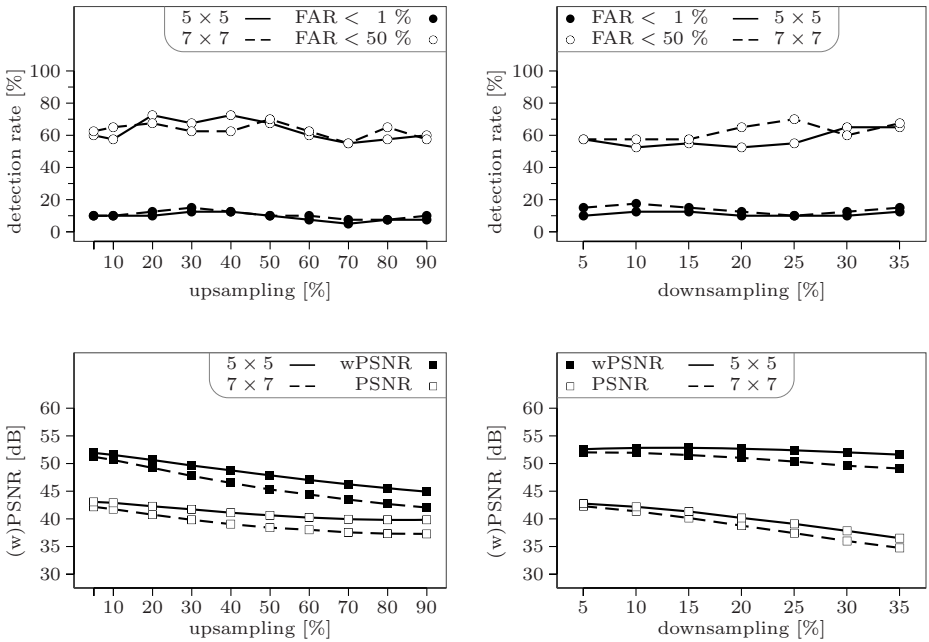 5 × 5 FAR < 1 %
7 × 7 FAR < 50 %
detection rate [%]
100
80
60
40
20
0
10 20 30 40 50 60 70 80 90
upsampling [%]
FAR < 1 % 5 × 5
FAR < 50 % 7 × 7
detection rate [%]
100
80
60
40
20
0
5 10 15 20 25 30 35
downsampling [%]
5 × 5 wPSNR
7 × 7 PSNR
(w)PSNR [dB]
60
55
50
45
40
35
30
10 20 30 40 50 60 70 80 90
upsampling [%]
wPSNR 5 × 5
PSNR 7 × 7
(w)PSNR [dB]
60
55
50
45
40
35
30
5 10 15 20 25 30 35
downsampling [%]